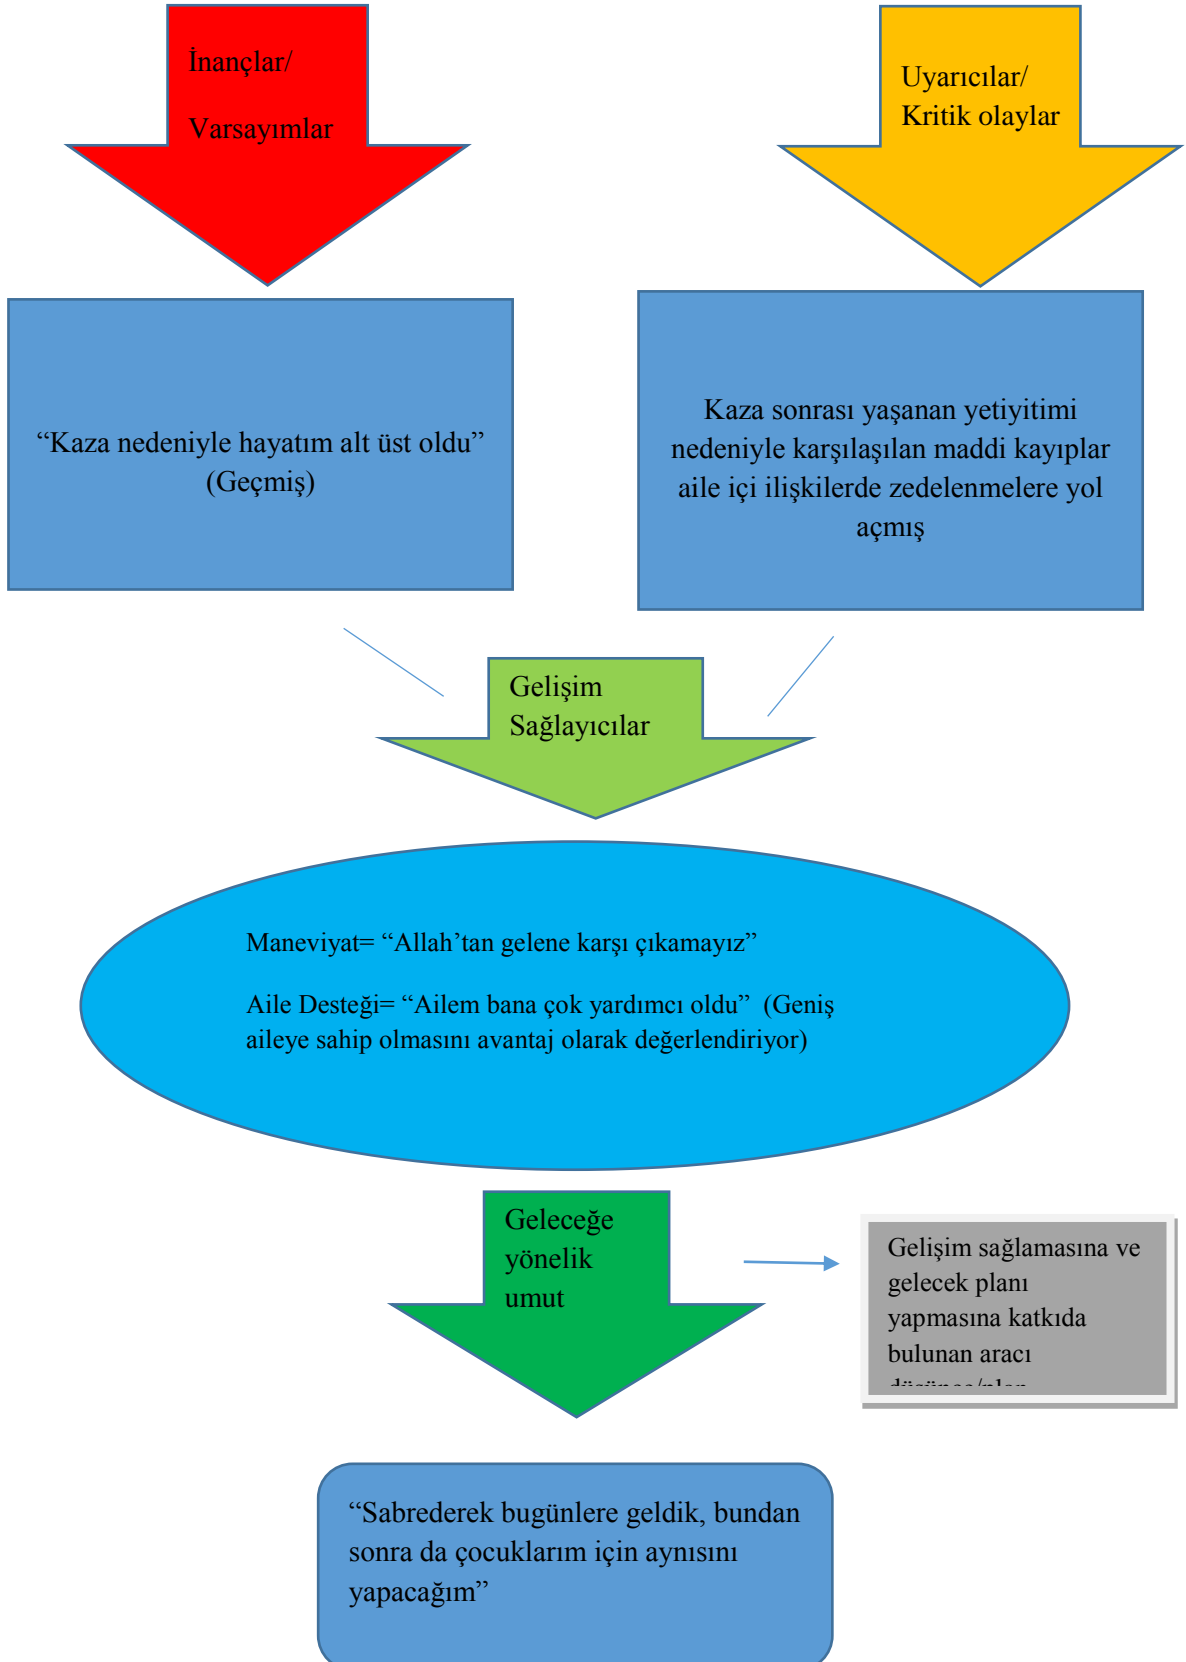 İnançlar/
Varsayımlar
Uyarıcılar/
Kritik olaylar
“Kaza nedeniyle hayatım alt üst oldu”
(Geçmiş)
Kaza sonrası yaşanan yetiyitimi
nedeniyle karşılaşılan maddi kayıplar
aile içi ilişkilerde zedelenmelere yol
açmış
Gelişim
Sağlayıcılar
Maneviyat= “Allah’tan gelene karşı çıkamayız”
Aile Desteği= “Ailem bana çok yardımcı oldu” (Geniş
aileye sahip olmasını avantaj olarak değerlendiriyor)
Geleceğe
yönelik
umut
Gelişim sağlamasına ve
gelecek planı
yapmasına katkıda
bulunan aracı
“Sabrederek bugünlere geldik, bundan
sonra da çocuklarım için aynısını
yapacağım”